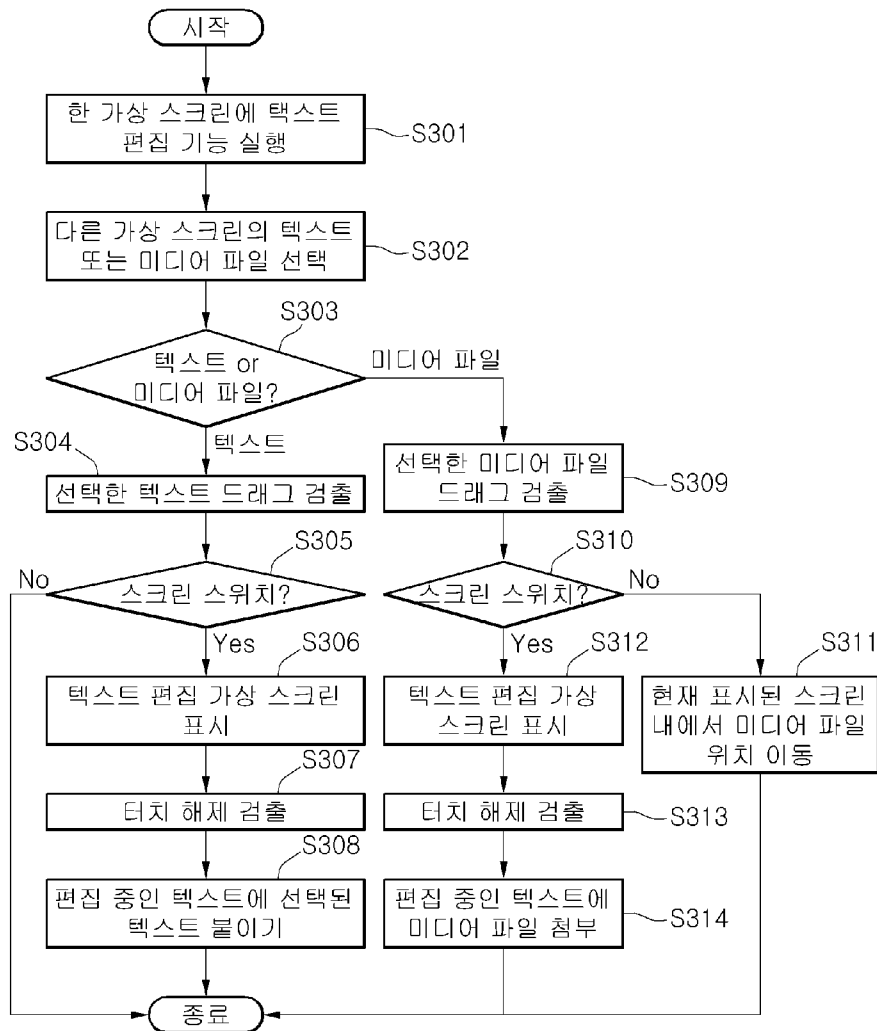 시작
한 가상 스크린에 택스트
편집 기능 실행
S301
다른 가상 스크린의 텍스트
또는 미디어 파일 선택
S302
S303
텍스트 or
미디어 파일?
미디어 파일
텍스트
S304
선택한 텍스트 드래그 검출
선택한 미디어 파일
드래그 검출
S309
S305
스크린 스위치?
No
Yes
S310
스크린 스위치?
No
Yes
S306
텍스트 편집 가상 스크린
표시
S312
텍스트 편집 가상
스크린 표시
S311
현재 표시된 스크린
내에서 미디어 파일
위치 이동
S307
터치 해제 검출
터치 해제 검출
S313
S308
편집 중인 텍스트에 선택된
텍스트 붙이기
편집 중인 텍스트에
미디어 파일 첨부
S314
종료